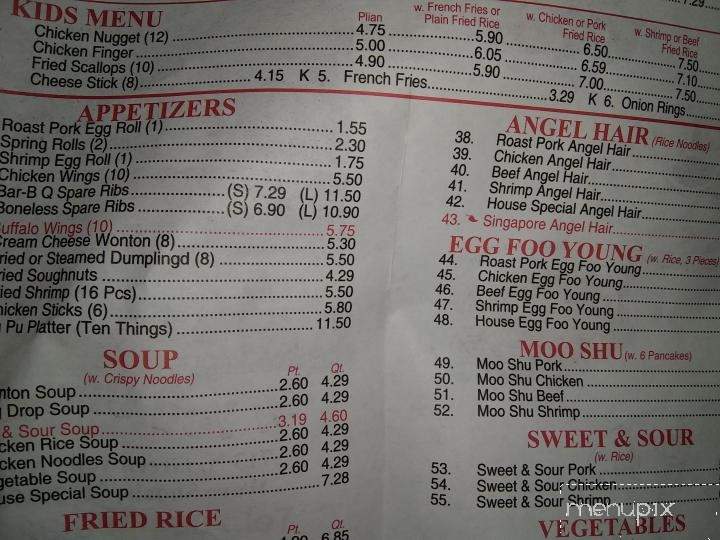 KIDS MENU
Plian
w. French Fries or
Plain Fried Rice
w. Chicken or Pork
Fried Rice
w. Shrimp or Beef
Fried Rice
Chicken Nugget (12) 4.75 5.90 6.50 7.50
Chicken Finger 5.00 6.05 6.59 7.10
Fried Scallops (10) 4.90 5.90 7.00 7.50
Cheese Stick (8) 4.15 K 5. French Fries 3.29 K 6. Onion Rings
APPETIZERS
Roast Pork Egg Roll (1) 1.55
Spring Rolls (2) 2.30
Shrimp Egg Roll (1) 1.75
Chicken Wings (10) 5.50
Bar-B Q Spare Ribs (S) 7.29 (L) 11.50
Boneless Spare Ribs (S) 6.90 (L) 10.90
uffalo Wings (10) 5.75
ream Cheese Wonton (8) 5.30
ried or Steamed Dumplingd (8) 5.50
ried Soughnuts 4.29
ried Shrimp (16 Pcs) 5.50
hicken Sticks (6) 5.80
Pu Platter (Ten Things) 11.50
SOUP
(w. Crispy Noodles)
Pt. Qt.
nton Soup 2.60 4.29
Drop Soup 2.60 4.29
& Sour Soup 3.19 4.60
cken Rice Soup 2.60 4.29
cken Noodles Soup 2.60 4.29
getable Soup 2.60 4.29
use Special Soup 7.28
FRIED RICE
Pt. Qt.
6.85
ANGEL HAIR (Rice Noodles)
38. Roast Pork Angel Hair
39. Chicken Angel Hair
40. Beef Angel Hair
41. Shrimp Angel Hair
42. House Special Angel Hair
43. Singapore Angel Hair
EGG FOO YOUNG (w. Rice, 3 Pieces)
44. Roast Pork Egg Foo Young
45. Chicken Egg Foo Young
46. Beef Egg Foo Young
47. Shrimp Egg Foo Young
48. House Egg Foo Young
MOO SHU (w. 6 Pancakes)
49. Moo Shu Pork
50. Moo Shu Chicken
51. Moo Shu Beef
52. Moo Shu Shrimp
SWEET & SOUR
(w. Rice)
53. Sweet & Sour Pork
54. Sweet & Sour Chicken
55. Sweet & Sour Shrimp
VEGETABLES
menupix